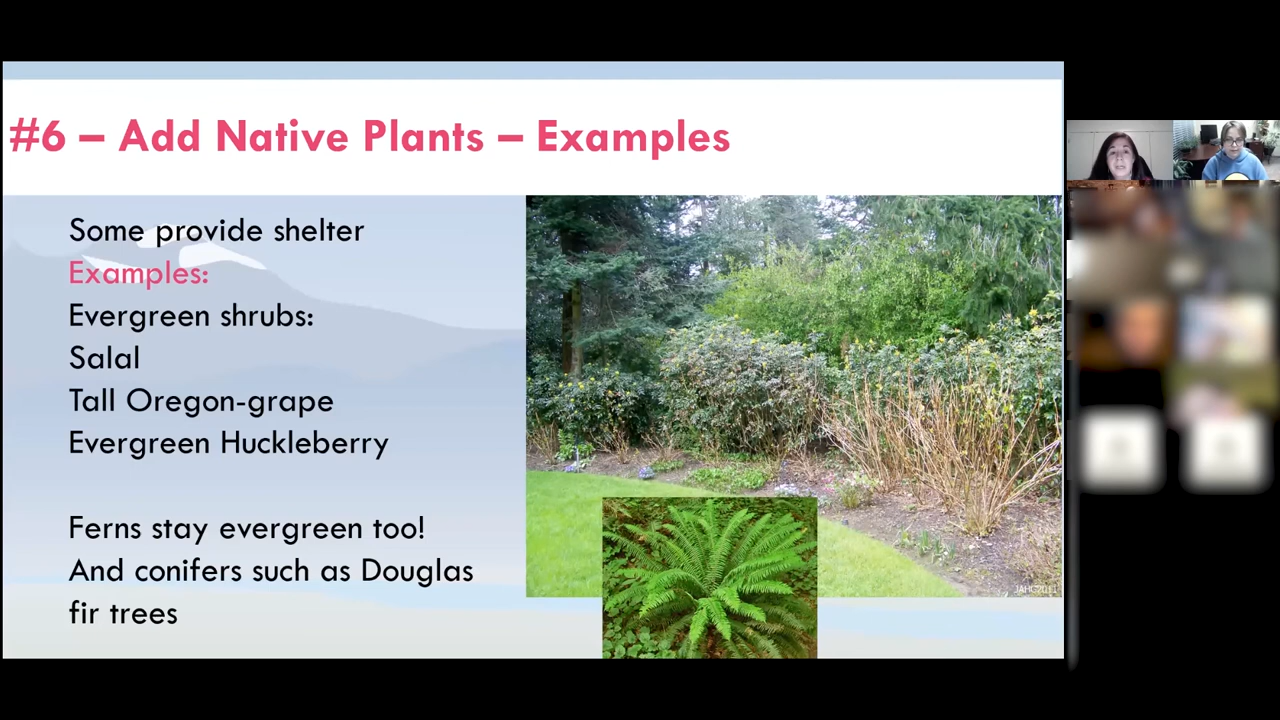 #6 – Add Native Plants – Examples
Some provide shelter
Examples:
Evergreen shrubs:
Salal
Tall Oregon-grape
Evergreen Huckleberry
Ferns stay evergreen too!
And conifers such as Douglas
fir trees
JAHC2011